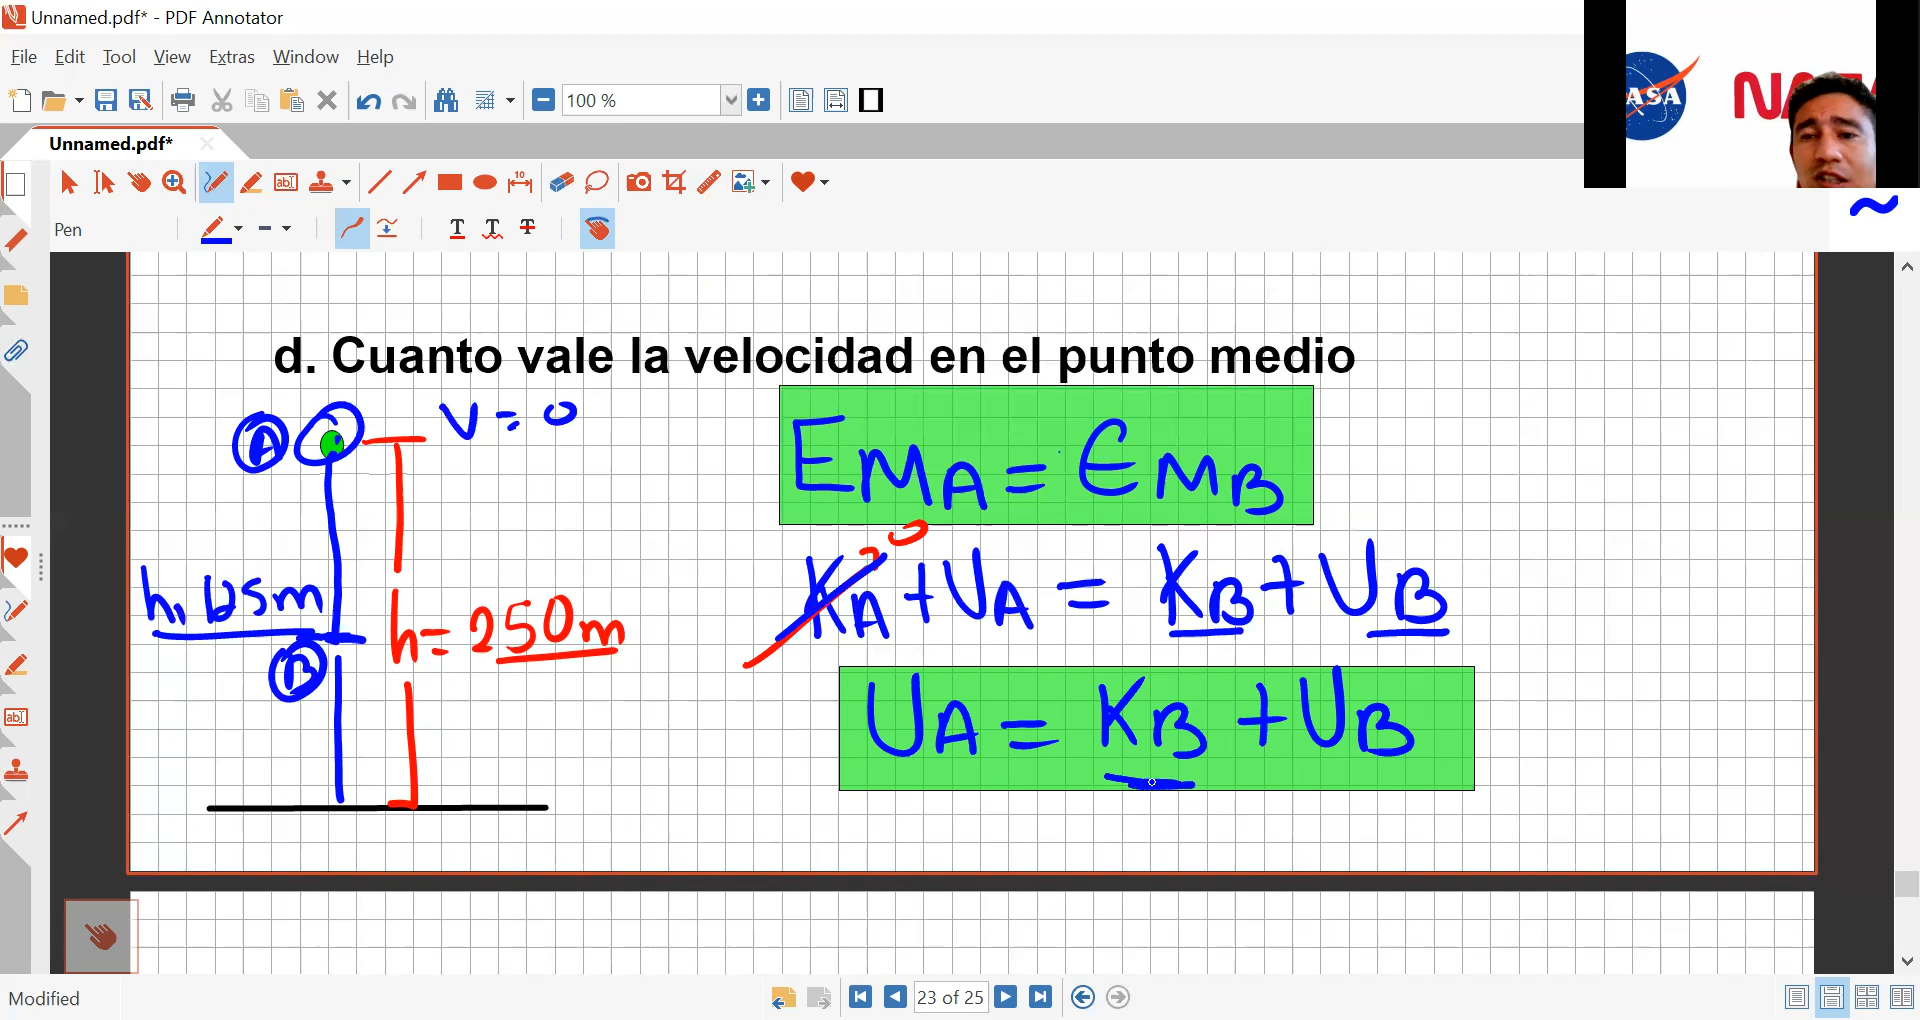 Unnamed.pdf* - PDF Annotator
File Edit Tool View Extras Window Help
100 %
Unnamed.pdf*
Pen
d. Cuanto vale la velocidad en el punto medio
A
V = 0
EMA = EMB
KA + UA = KB + UB
0
h, 125m
h = 250m
B
UA = KB + UB
Modified
23 of 25